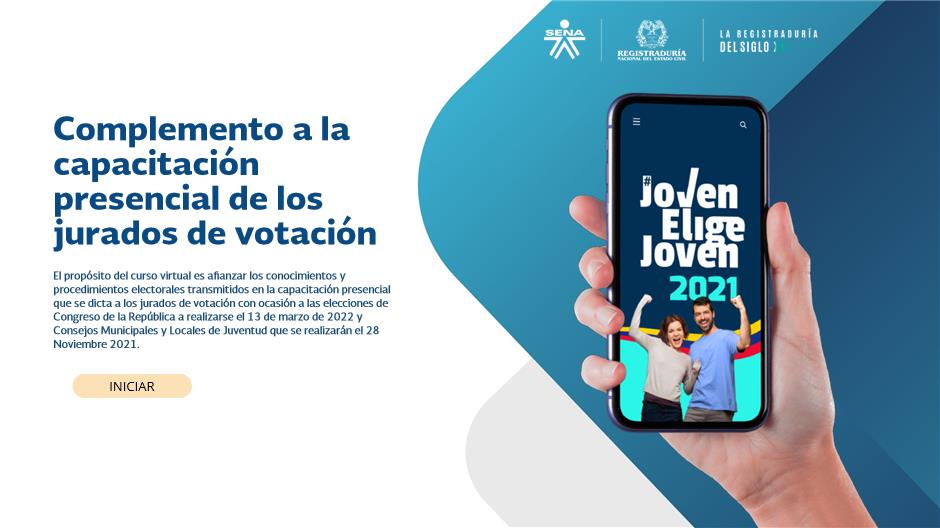 SENA
REGISTRADURÍA
NACIONAL DEL ESTADO CIVIL
LA REGISTRADURÍA
DEL SIGLO
Complemento a la
capacitación
presencial de los
jurados de votación
El propósito del curso virtual es afianzar los conocimientos y
procedimientos electorales transmitidos en la capacitación presencial
que se dicta a los jurados de votación con ocasión a las elecciones de
Congreso de la República a realizarse el 13 de marzo de 2022 y
Consejos Municipales y Locales de Juventud que se realizarán el 28
Noviembre 2021.
INICIAR
#Joven
Elige
Joven
2021